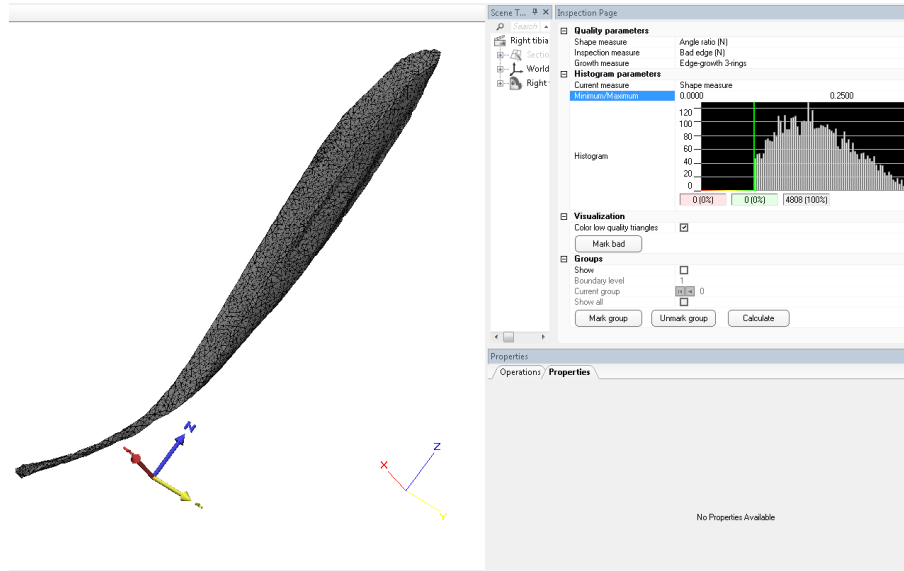 Scene T...
Search
Right tibia
Sectio
World
Right
Inspection Page
Quality parameters
Shape measure Angle ratio (N)
Inspection measure Bad edge (N)
Growth measure Edge-growth 3-rings
Histogram parameters
Current measure Shape measure
Minimum/Maximum 0.0000 0.2500
Histogram
120
100
80
60
40
20
0
0 (0%) 0 (0%) 4808 (100%)
Visualization
Color low quality triangles
Mark bad
Groups
Show
Boundary level 1
Current group 0
Show all
Mark group Unmark group Calculate
Properties
Operations Properties
No Properties Available
N
X
Z
Y